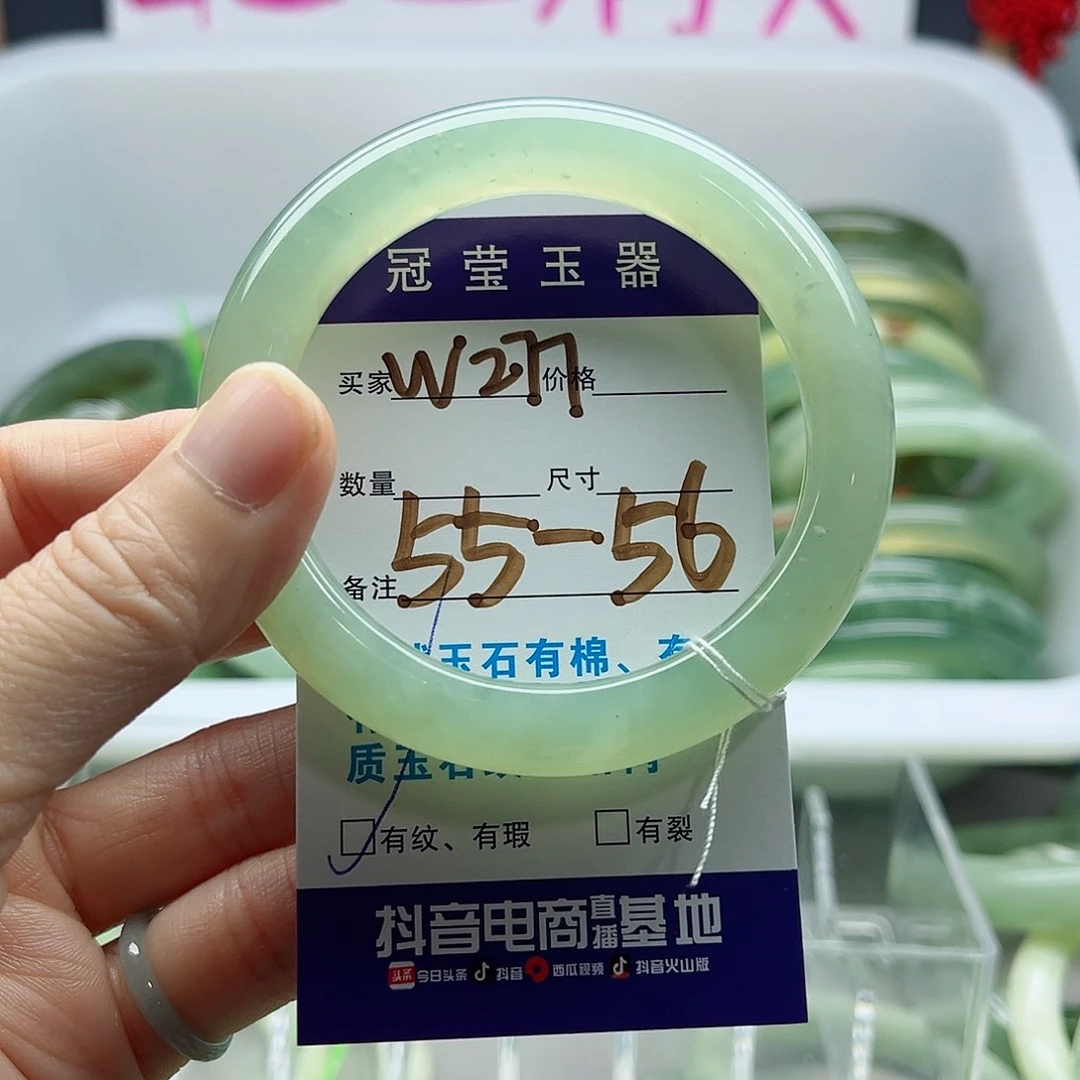 冠莹玉器
买家 W277 价格
数量 尺寸
55-56
备注
玉石有棉、有
质玉石
有纹、有瑕 有裂
抖音电商直播基地
头条 今日头条 抖音 西瓜视频 抖音火山版